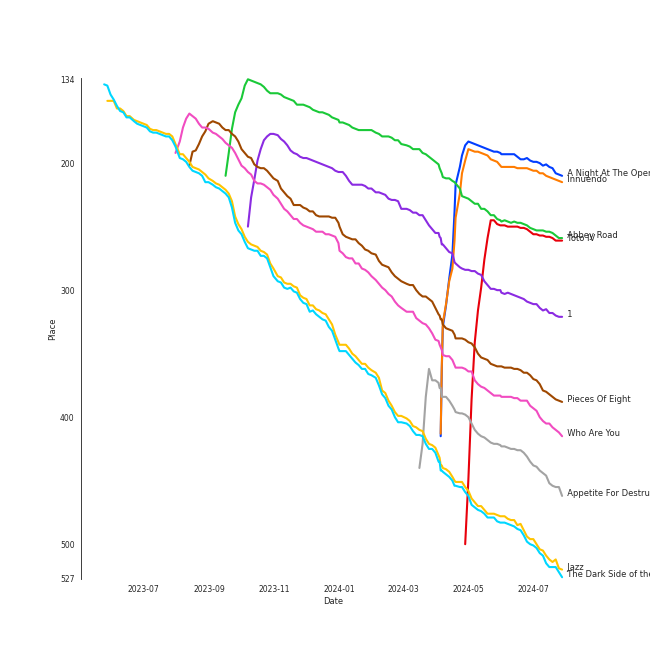 134
200
300
400
500
527
Place
2023-07
2023-09
2023-11
2024-01
2024-03
2024-05
2024-07
Date
A Night At The Oper
Innuendo
Abbey Road
Toto IV
1
Pieces Of Eight
Who Are You
Appetite For Destru
Jazz
The Dark Side of the